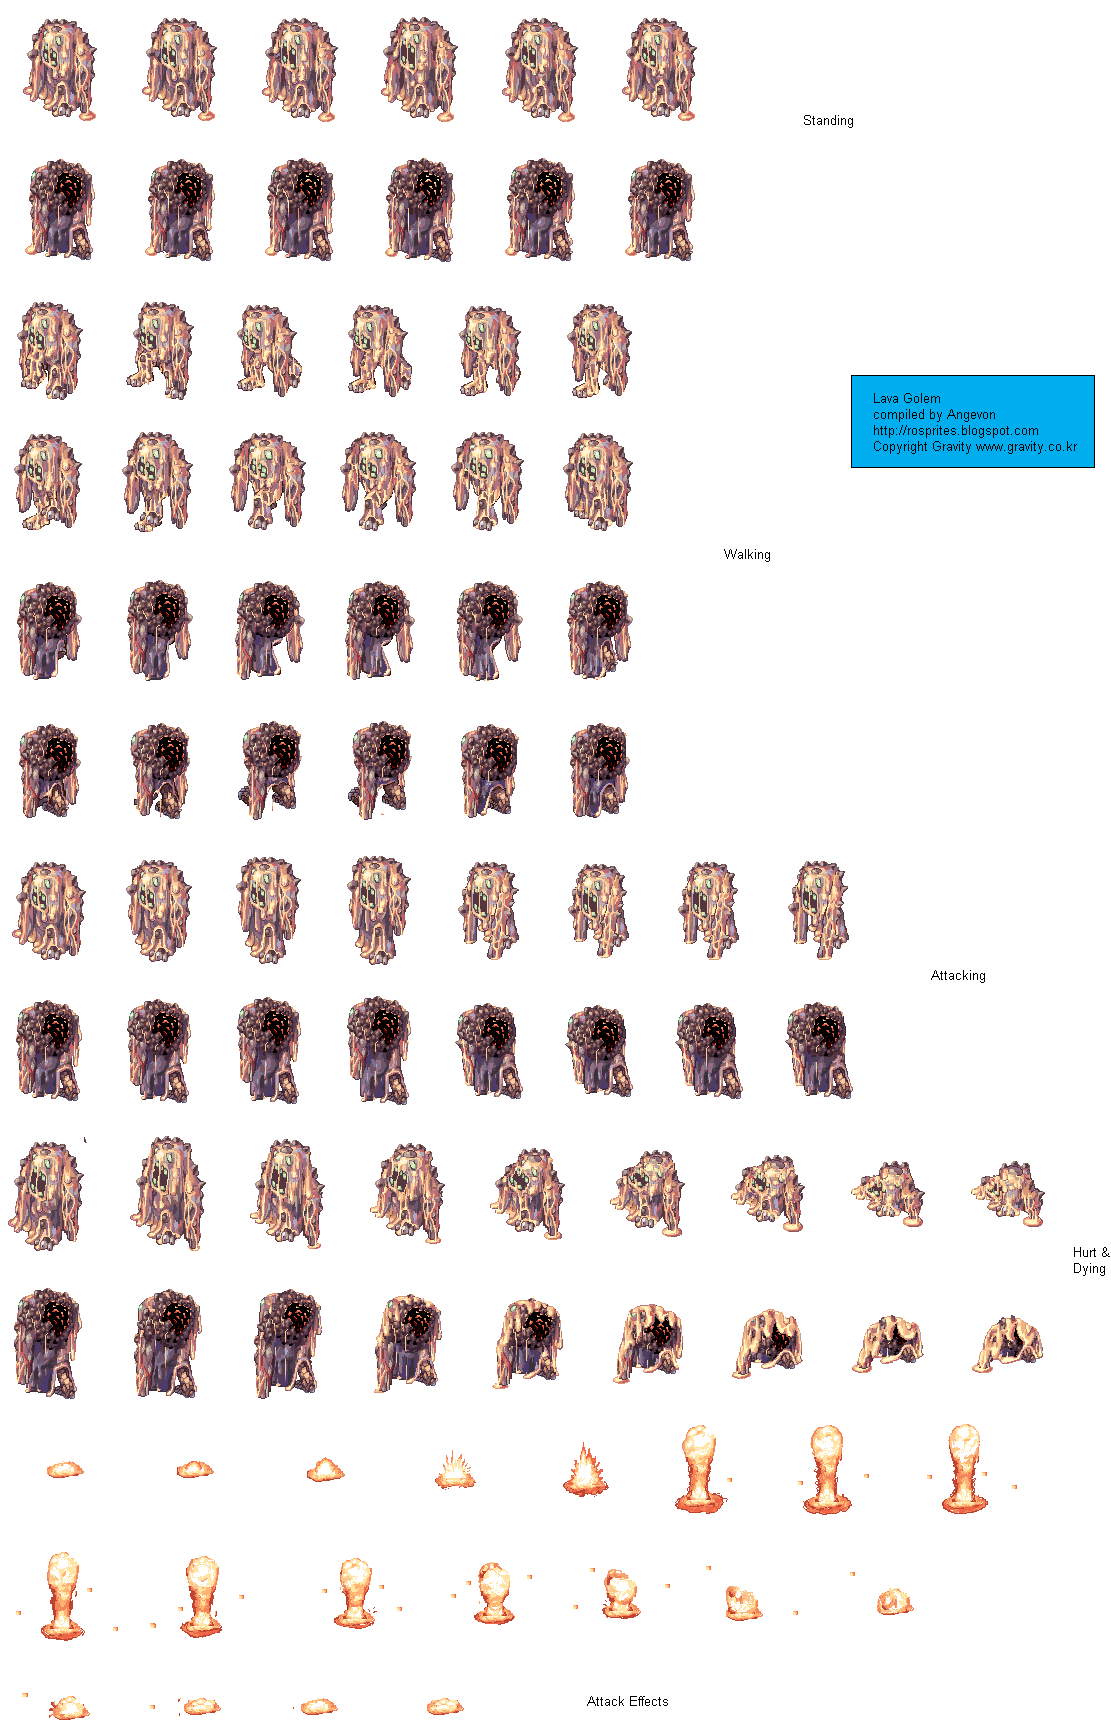 Standing
Lava Golem
compiled by Angevon
http://rosprites.blogspot.com
Copyright Gravity www.gravity.co.kr
Walking
Attacking
Hurt &
Dying
Attack Effects